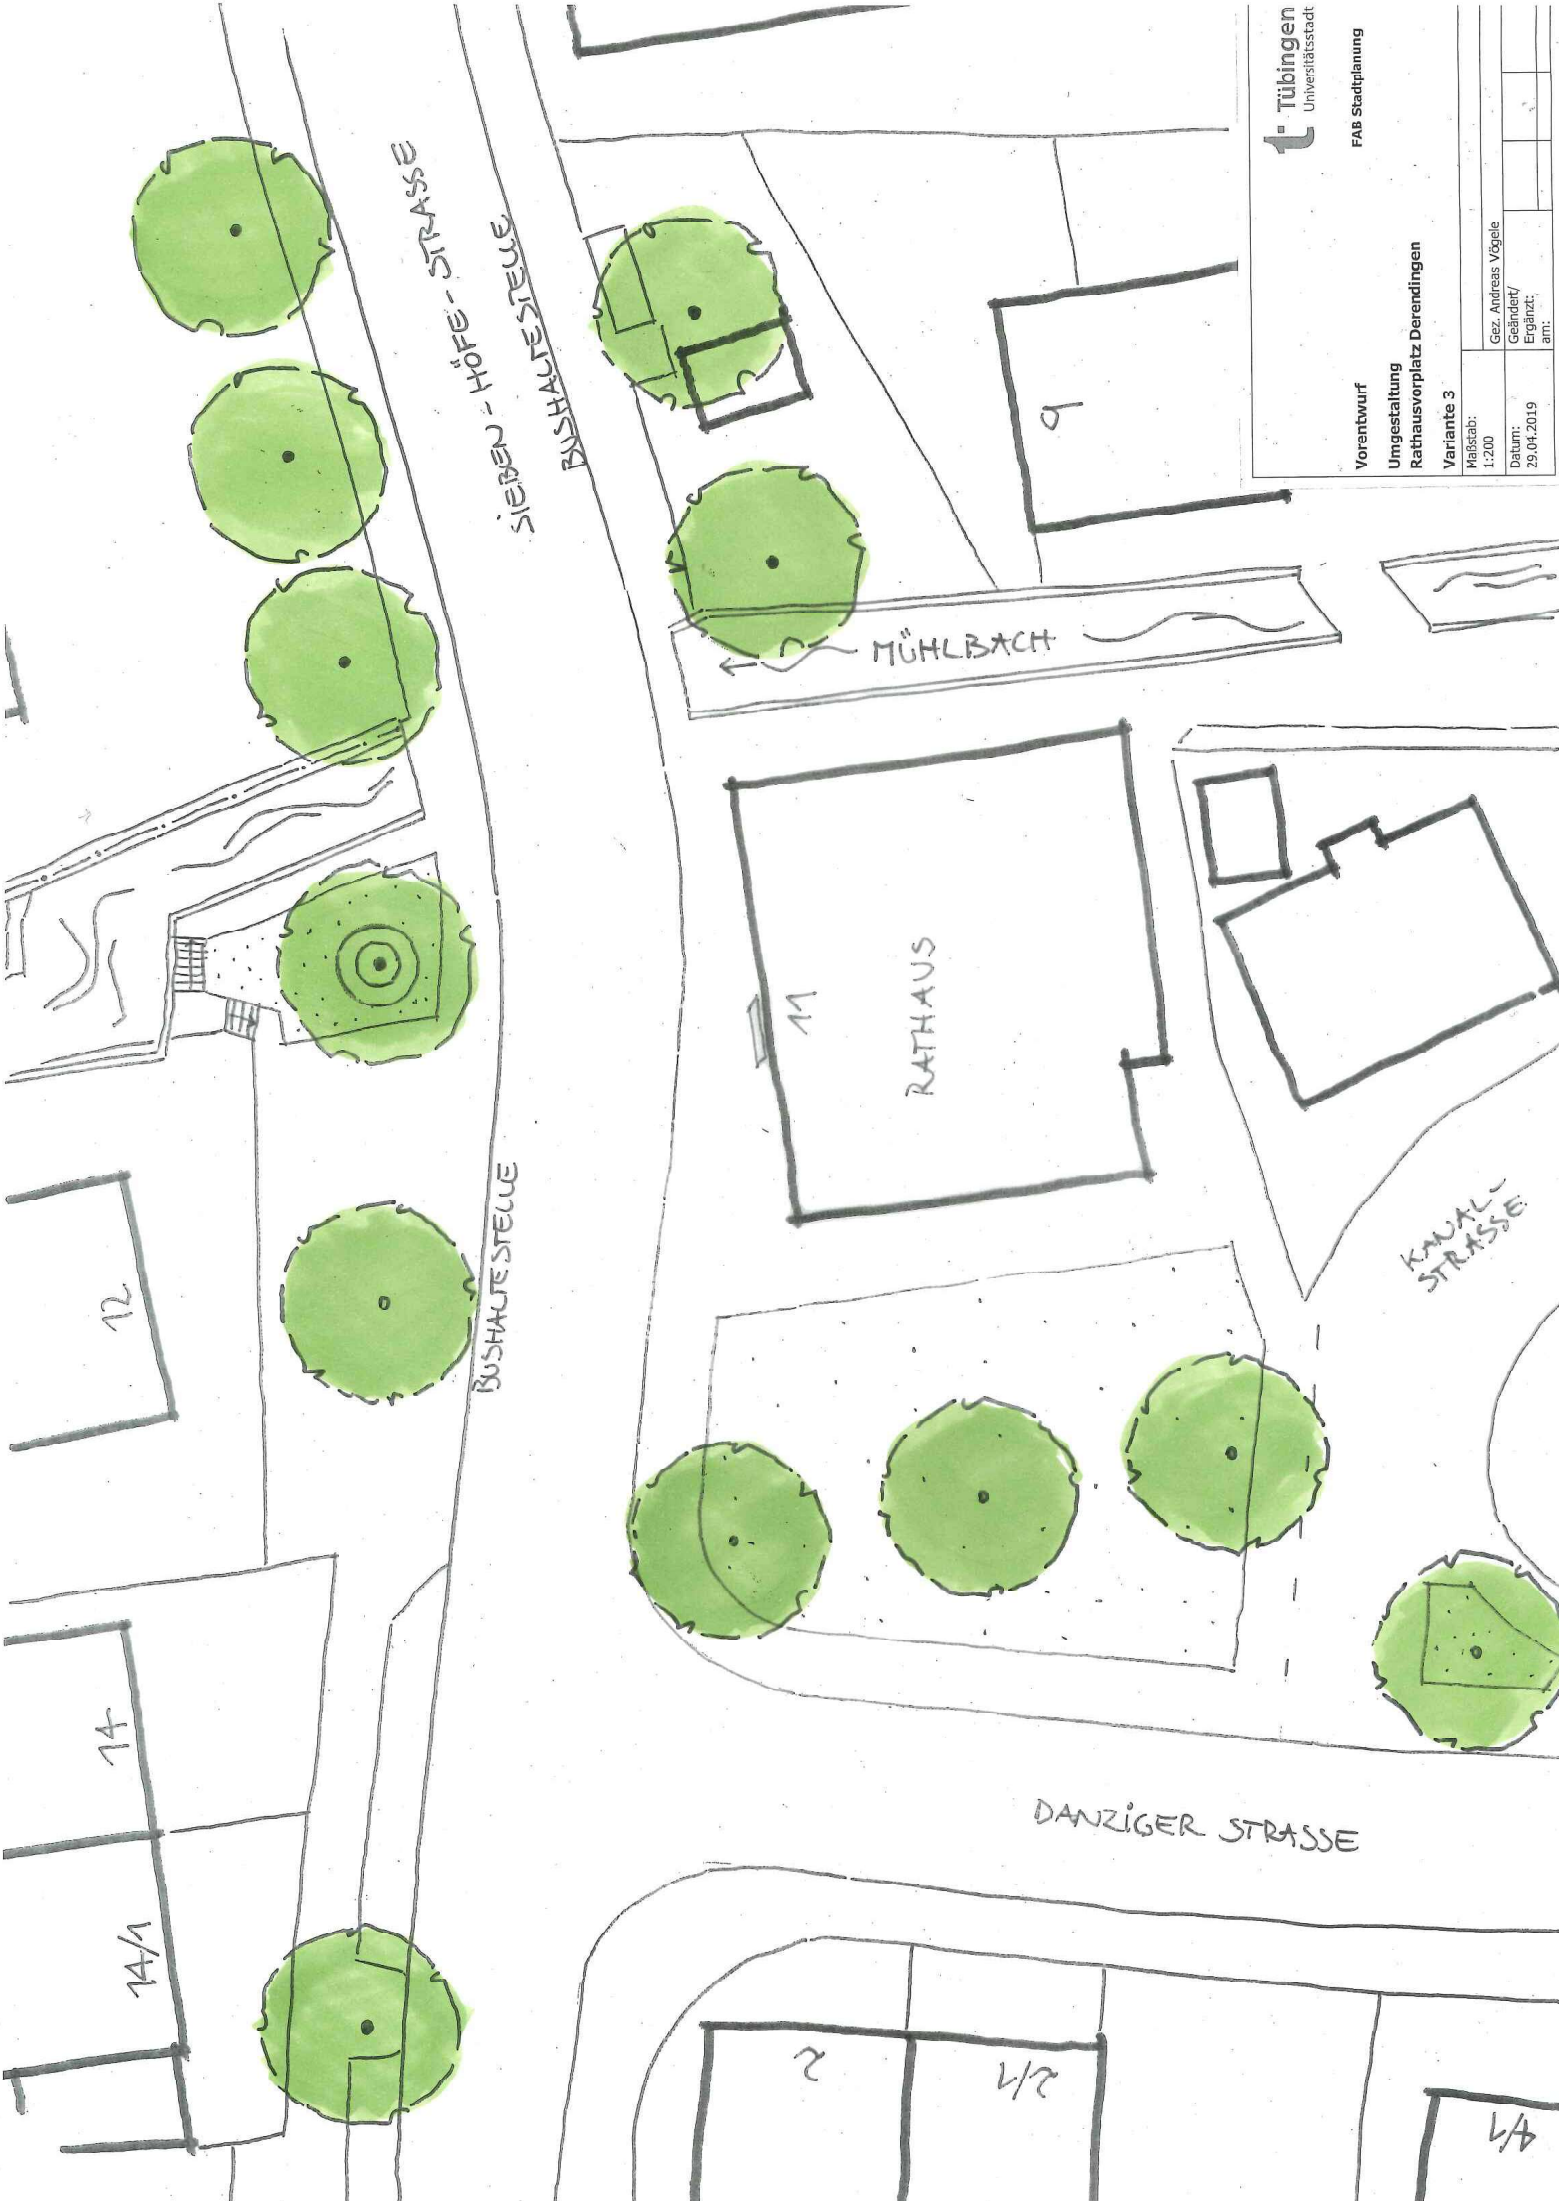 t Tübingen
Universitätsstadt
FAB Stadtplanung
Vorentwurf
Umgestaltung
Rathausvorplatz Derendingen
Variante 3
Maßstab:
1:200
Gez. Andreas Vögele
Datum:
29.04.2019
Geändert/
Ergänzt:
am:
SIEBEN-HÖFE-STRASSE
BUSHALTESTELLE
9
MÜHLBACH
11
RATHAUS
KANAL-
STRASSE
12
BUSHALTESTELLE
14
14/1
DANZIGER STRASSE
2
2/1
4/1